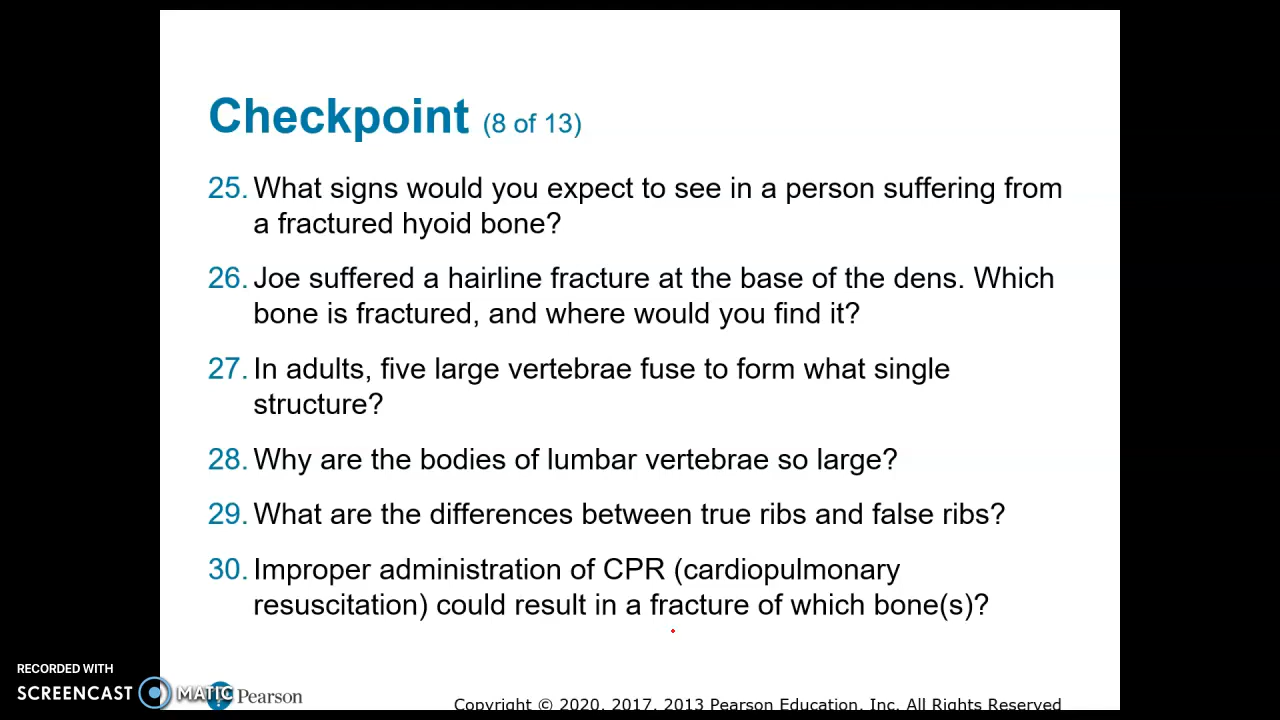 Checkpoint (8 of 13)
25. What signs would you expect to see in a person suffering from
a fractured hyoid bone?
26. Joe suffered a hairline fracture at the base of the dens. Which
bone is fractured, and where would you find it?
27. In adults, five large vertebrae fuse to form what single
structure?
28. Why are the bodies of lumbar vertebrae so large?
29. What are the differences between true ribs and false ribs?
30. Improper administration of CPR (cardiopulmonary
resuscitation) could result in a fracture of which bone(s)?
RECORDED WITH
SCREENCAST MATIC
Pearson
Copyright © 2020, 2017, 2013 Pearson Education, Inc. All Rights Reserved